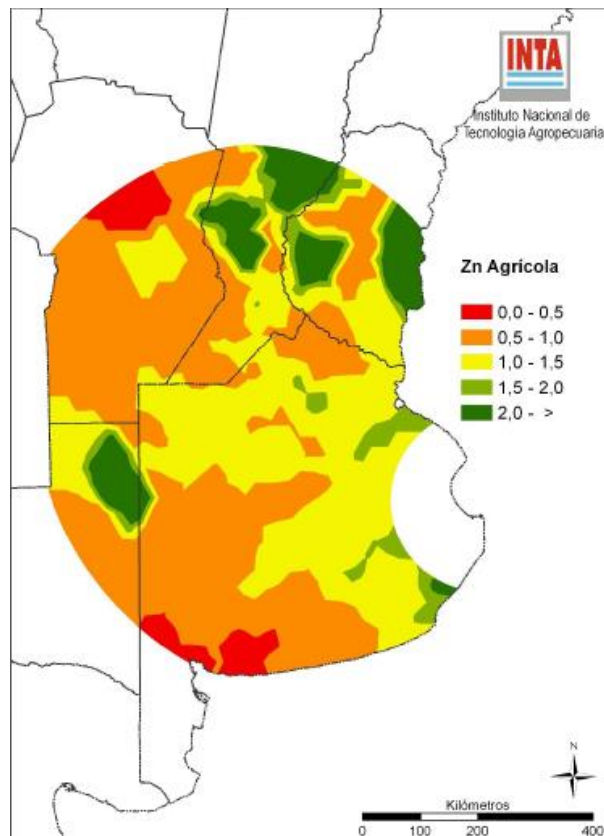 INTA
Instituto Nacional de
Tecnología Agropecuaria
Zn Agrícola
0,0 - 0,5
0,5 - 1,0
1,0 - 1,5
1,5 - 2,0
2,0 - >
N
Kilómetros
0 100 200 400